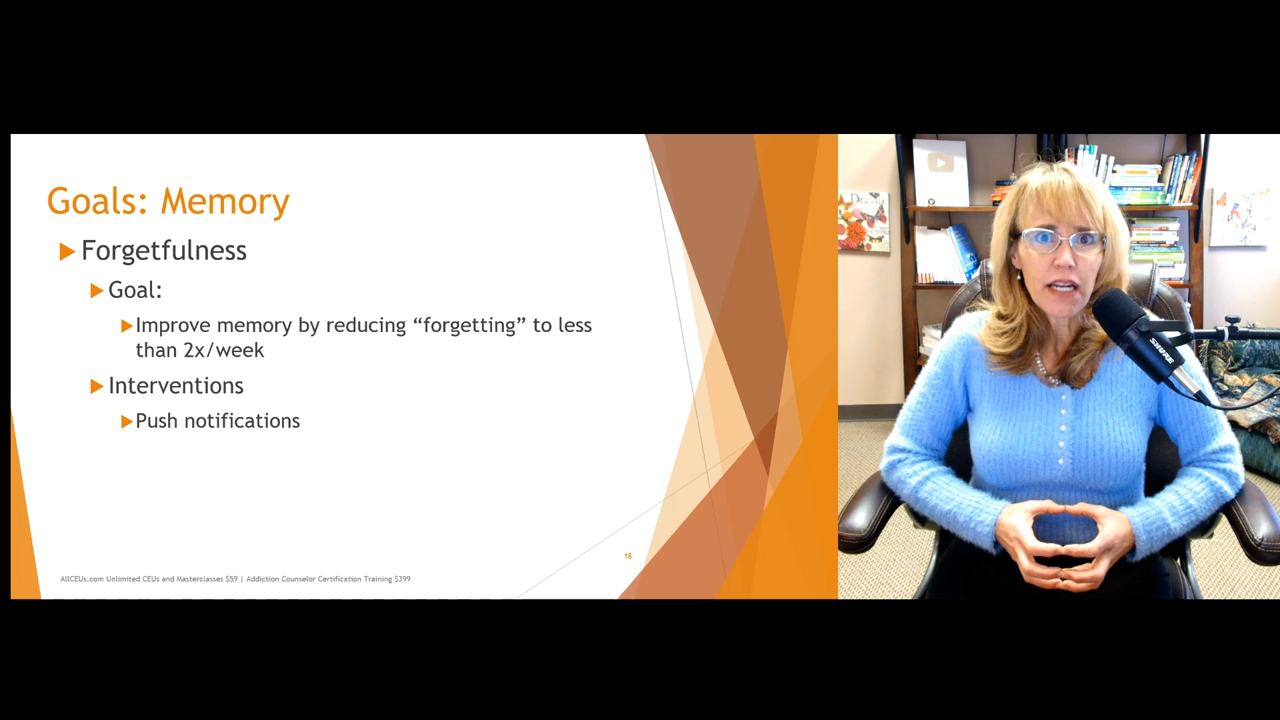 Goals: Memory
Forgetfulness
Goal:
Improve memory by reducing “forgetting” to less
than 2x/week
Interventions
Push notifications
18
AllCEUs.com Unlimited CEUs and Masterclasses $59 | Addiction Counselor Certification Training $399
SHURE